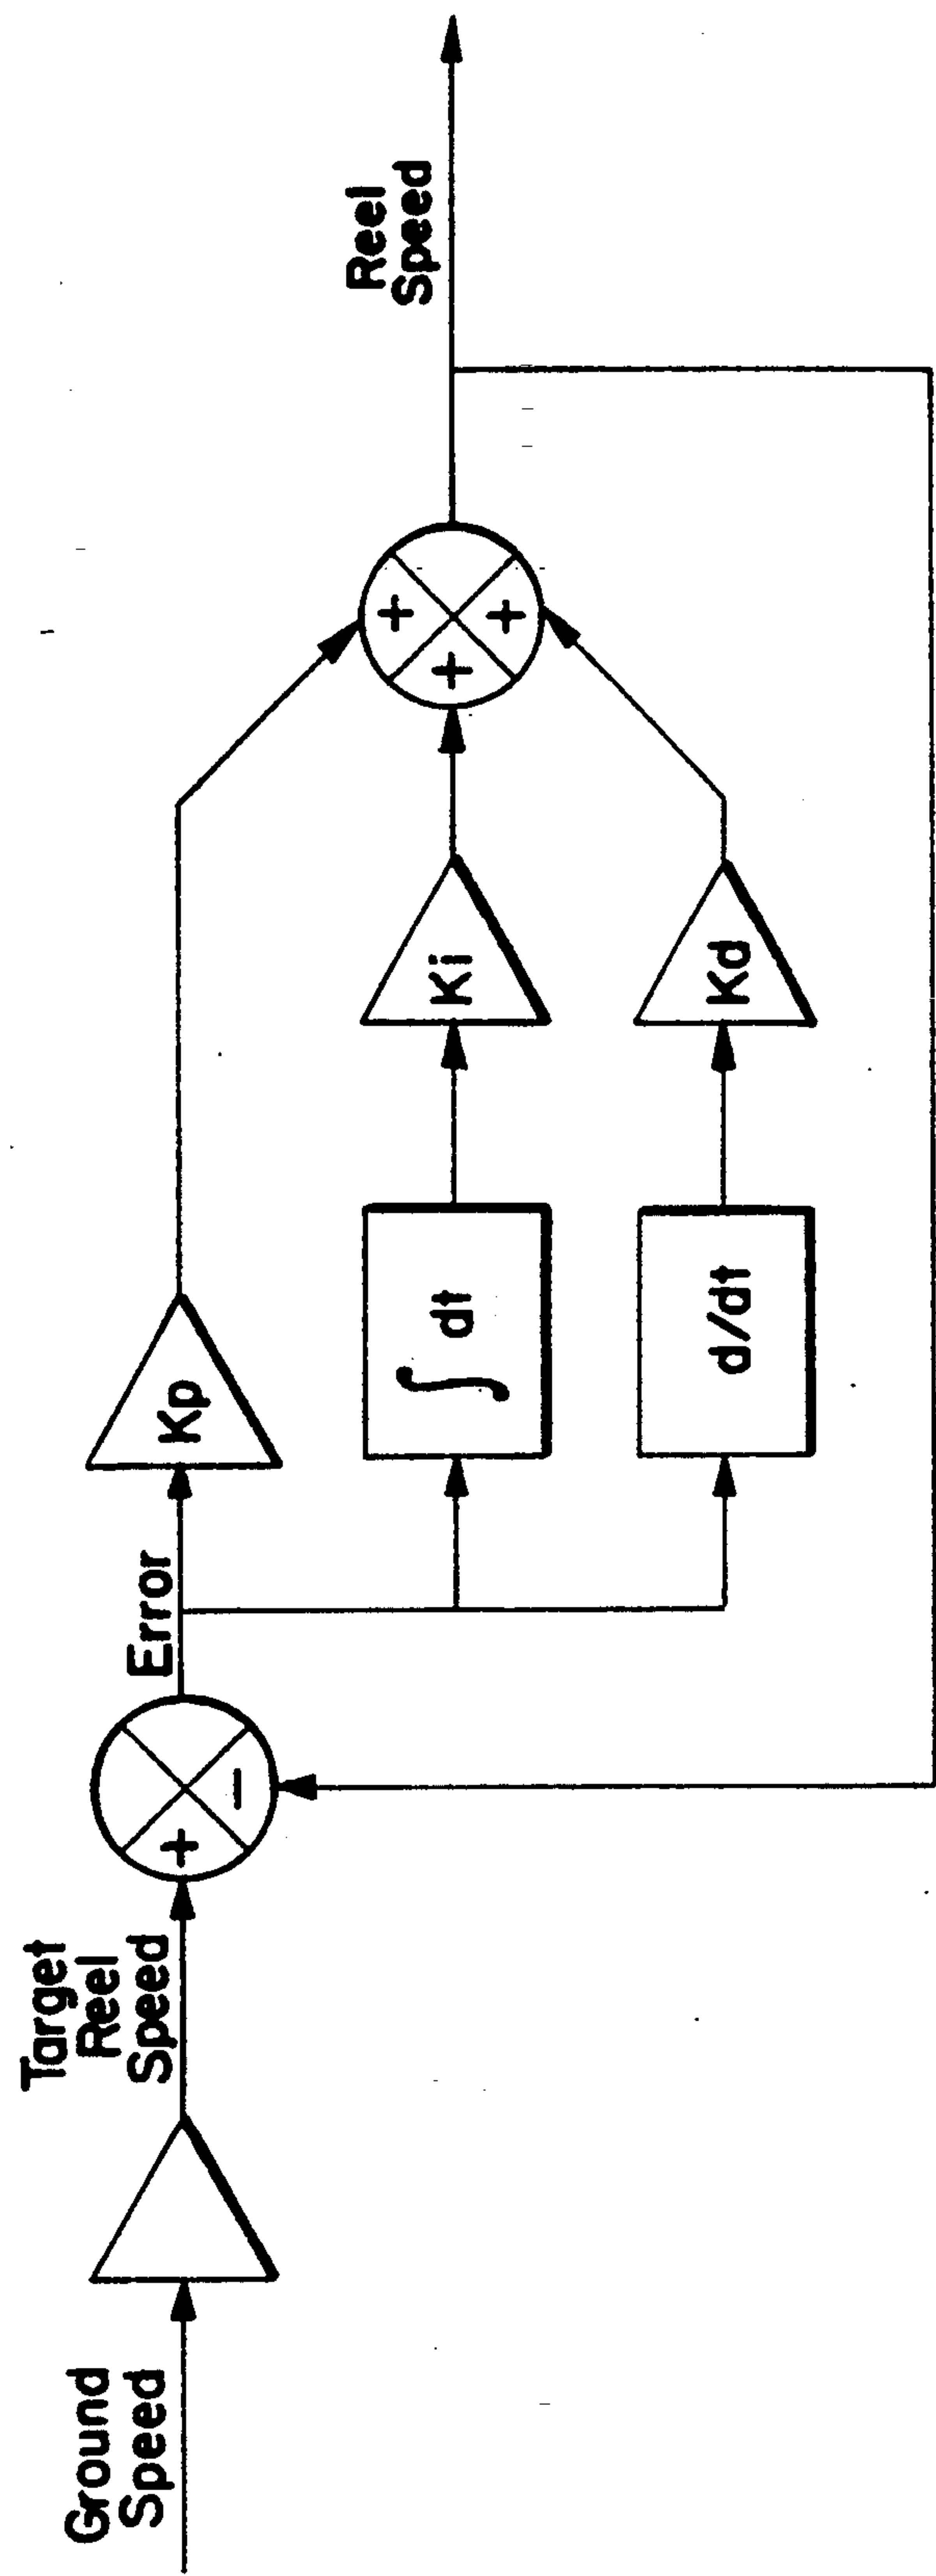 Ground
Speed
Target
Reel
Speed
+
−
Error
Kp
∫ dt
d/dt
Ki
Kd
+
+
+
Reel
Speed